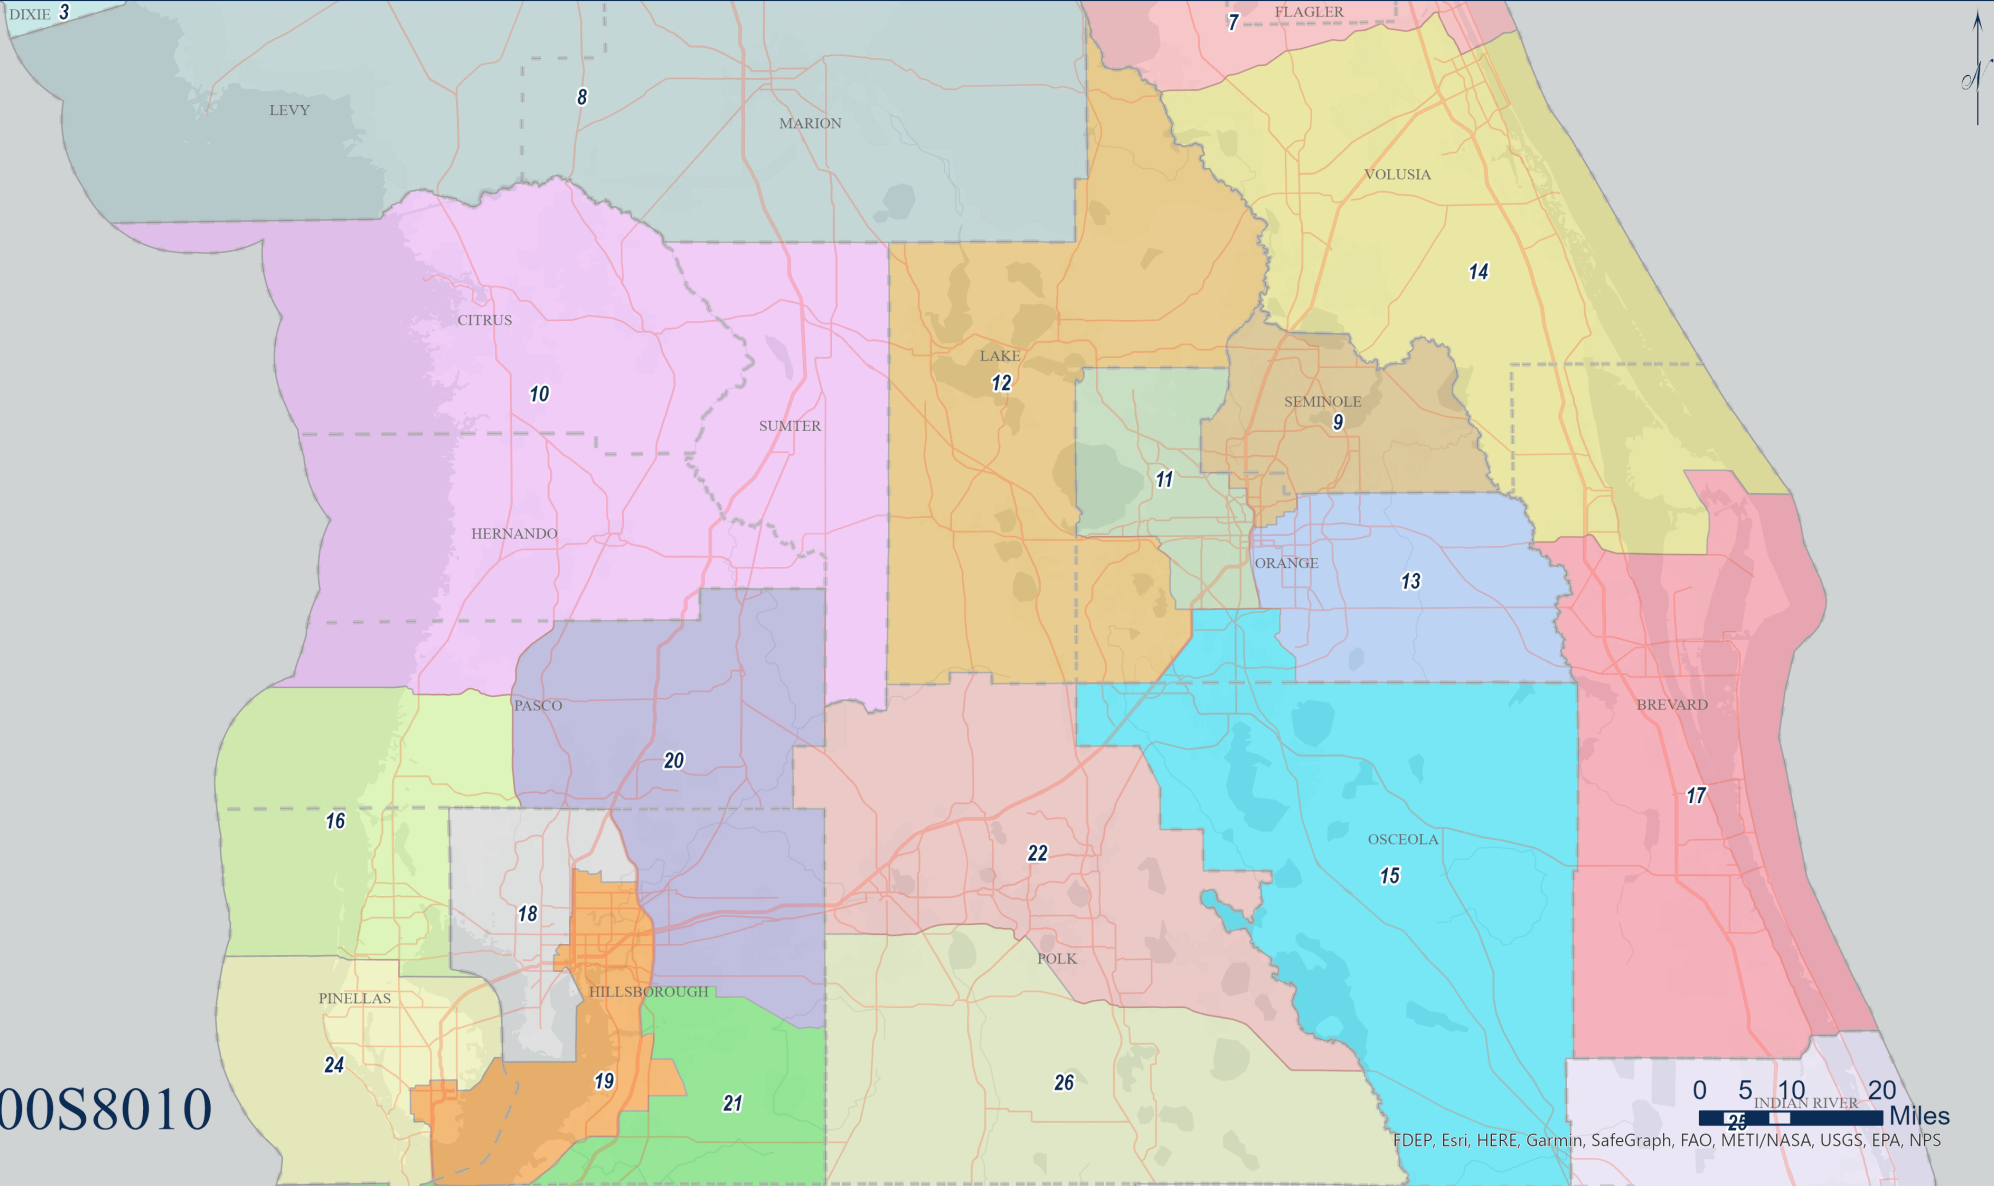 DIXIE 3
FLAGLER
7
N
LEVY
8
MARION
VOLUSIA
14
CITRUS
LAKE
12
10
SEMINOLE
9
SUMTER
11
HERNANDO
ORANGE
13
PASCO
BREVARD
20
17
16
OSCEOLA
22
15
18
POLK
HILLSBOROUGH
PINELLAS
24
19
26
21
00S8010
0 5 10 20
Miles
INDIAN RIVER
25
FDEP, Esri, HERE, Garmin, SafeGraph, FAO, METI/NASA, USGS, EPA, NPS